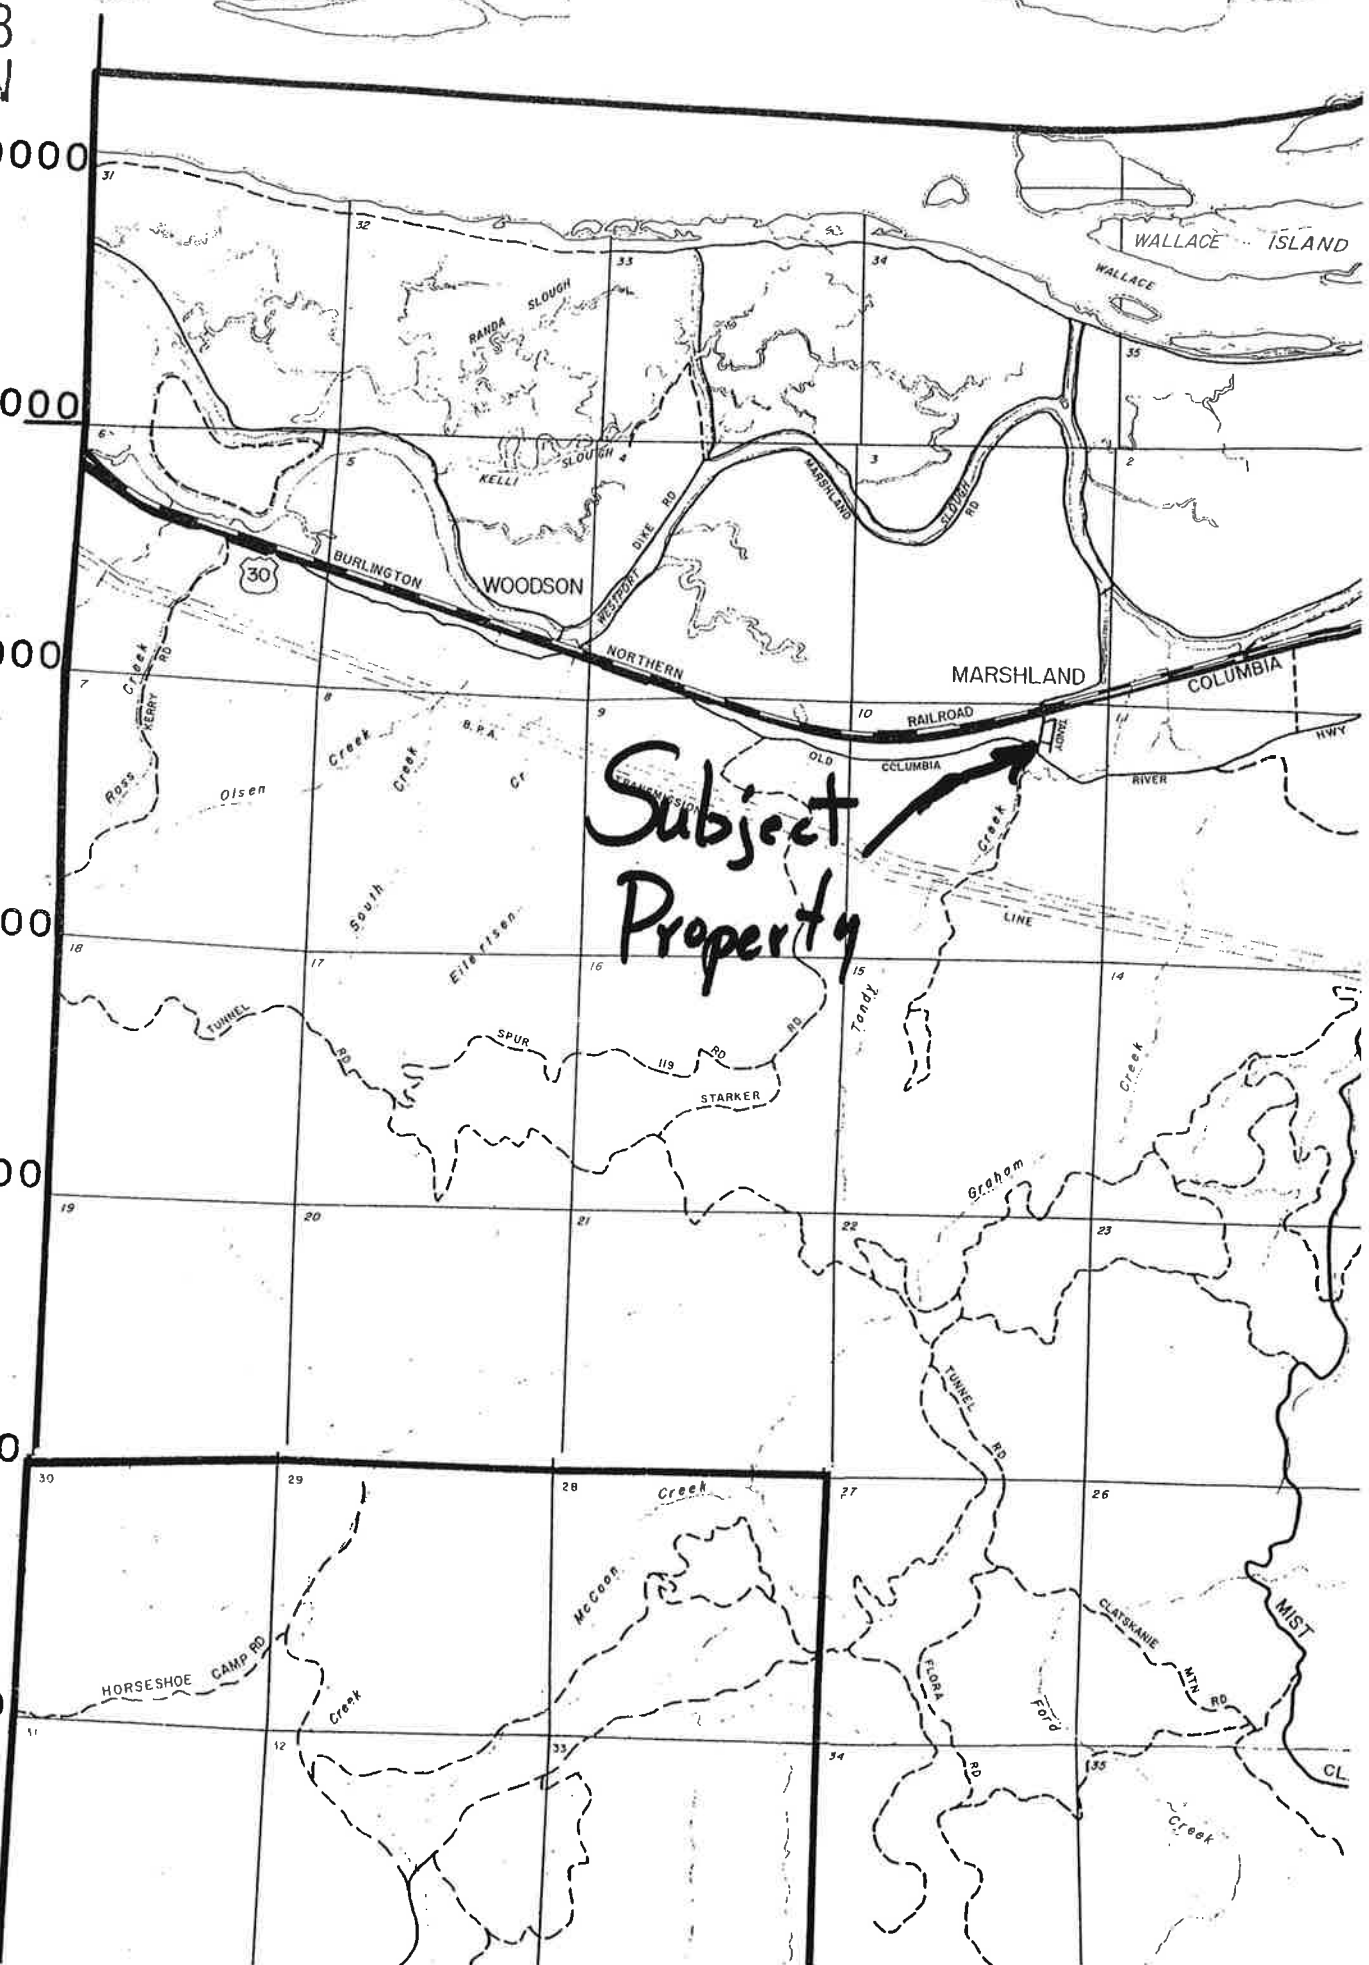 8
N
0000
31
32
33
34
WALLACE ISLAND
WALLACE
35
RANDA SLOUGH
000
6
5
KELLI SLOUGH
4
3
2
MARSHLAND
SLOUGH
RD
WESTPORT DIKE RD
30
BURLINGTON
WOODSON
NORTHERN
MARSHLAND
COLUMBIA
000
7
8
9
10
11
RAILROAD
TANDY
HWY
Ross Creek
KERRY RD
Olsen Creek
Creek
Cr
B.P.A.
TRANSMISSION
LINE
OLD COLUMBIA
RIVER
Subject
Property
Creek
South
Eilertsen
00
18
17
16
15
14
Tandy
Creek
TUNNEL
RD
SPUR
119
RD
RD
STARKER
00
19
20
21
22
23
Graham
TUNNEL
RD
0
30
29
28
27
26
Creek
McCoon
HORSESHOE CAMP RD
Creek
CLATSKANIE
MTN
RD
MIST
FLORA
RD
Ford
Creek
31
32
33
34
35
CL